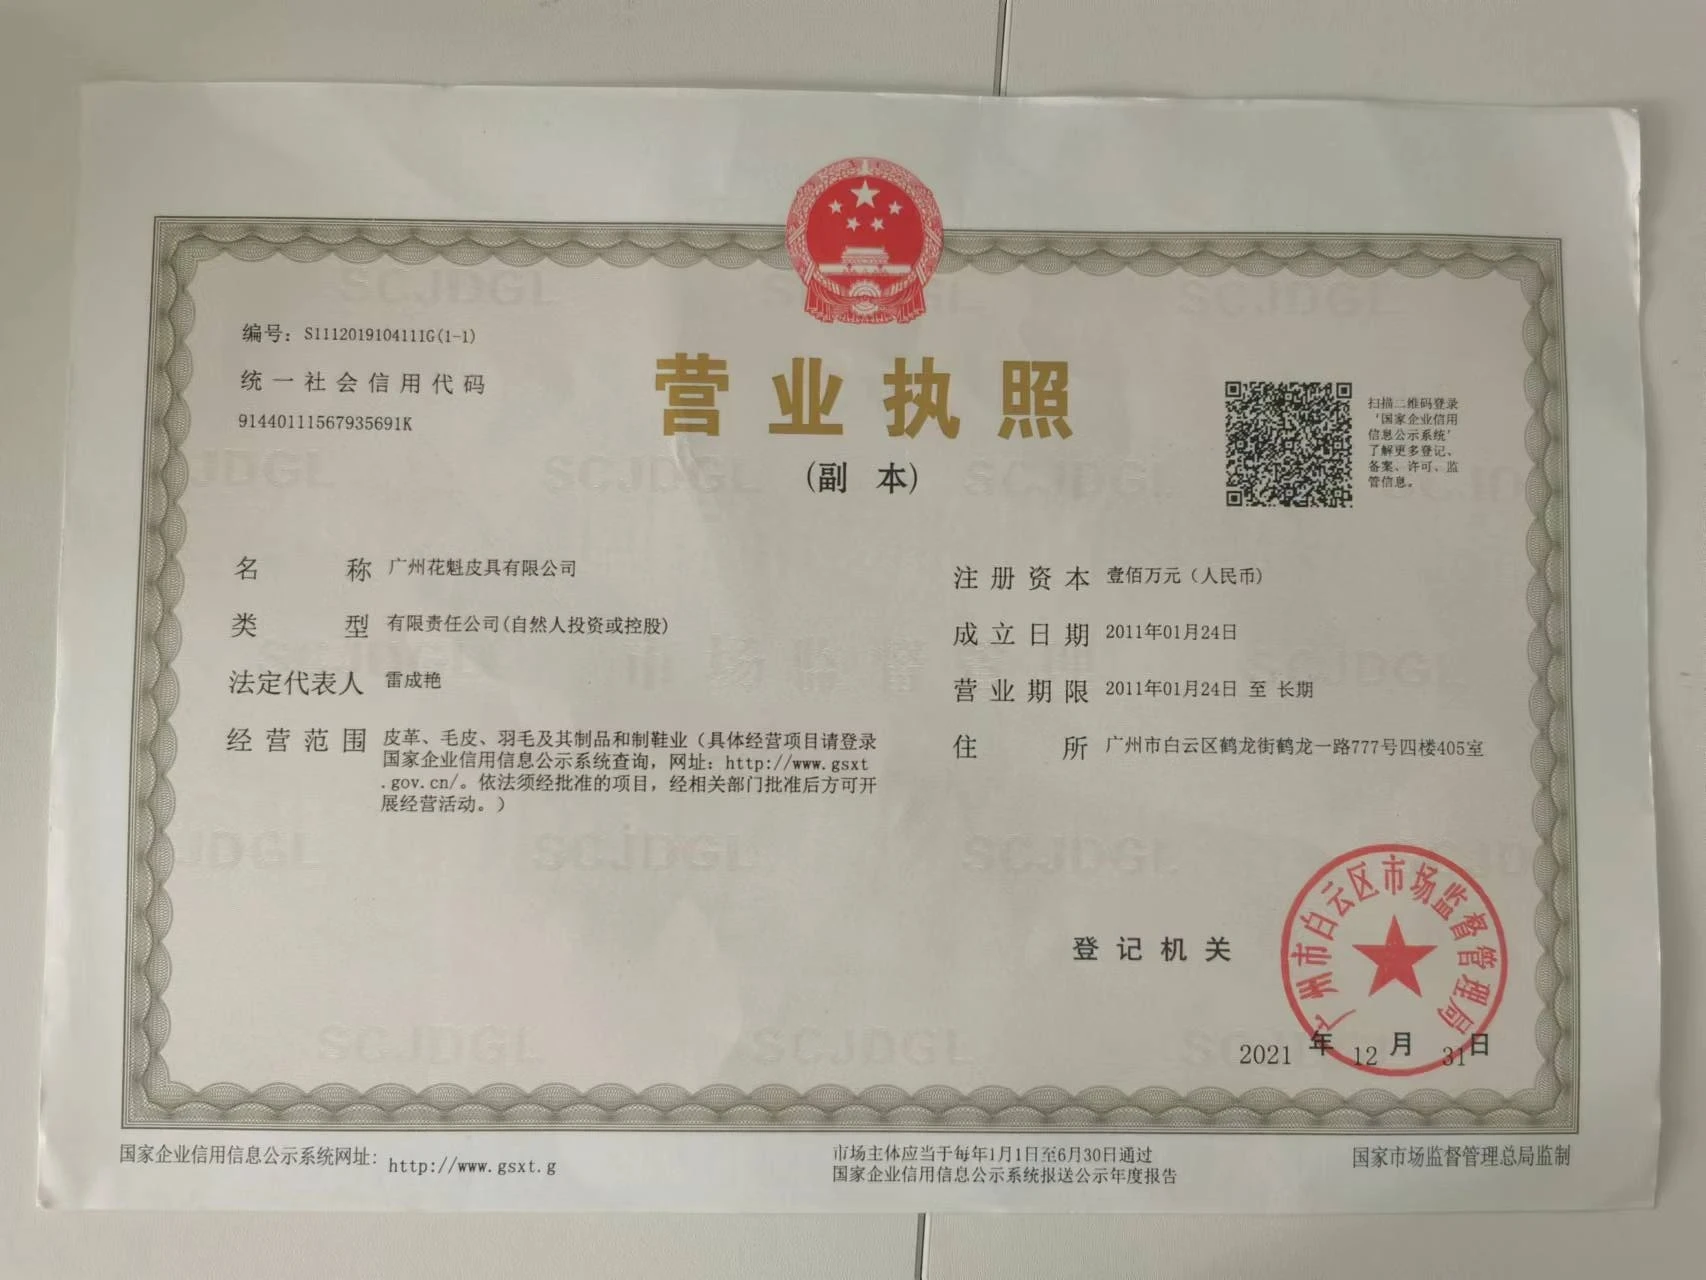 编号：S1112019104111G(1-1)
统一社会信用代码
91440111567935691K
营业执照
(副 本)
扫描二维码登录
‘国家企业信用
信息公示系统’
了解更多登记、
备案、许可、监
管信息。
名 称 广州花魁皮具有限公司
类 型 有限责任公司(自然人投资或控股)
法定代表人 雷成艳
经营范围 皮革、毛皮、羽毛及其制品和制鞋业（具体经营项目请登录
国家企业信用信息公示系统查询，网址：http://www.gsxt
.gov.cn/。依法须经批准的项目，经相关部门批准后方可开
展经营活动。）
注册资本 壹佰万元（人民币）
成立日期 2011年01月24日
营业期限 2011年01月24日 至 长期
住 所 广州市白云区鹤龙街鹤龙一路777号四楼405室
登记机关
广州市白云区市场监督管理局
2021 年 12 月 31日
国家企业信用信息公示系统网址：http://www.gsxt.g
市场主体应当于每年1月1日至6月30日通过
国家企业信用信息公示系统报送公示年度报告
国家市场监督管理总局监制
SCJDGL